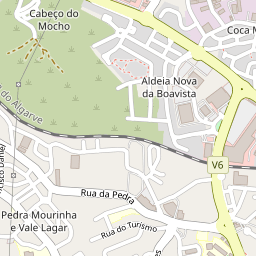 Cabeço do
Mocho
Coca M
Aldeia Nova
da Boavista
do Algarve
V6
Rua da Pedra
Pedra Mourinha
e Vale Lagar
Rua do Turismo